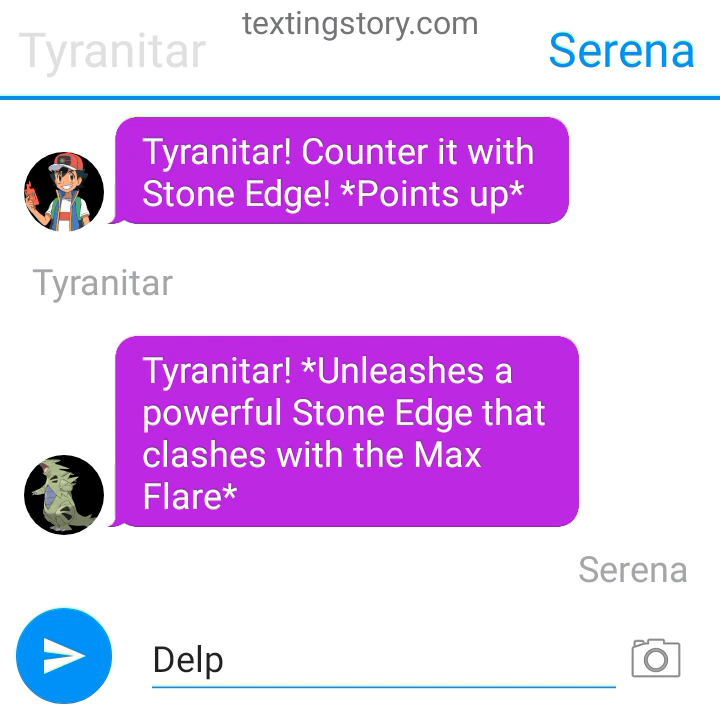 textingstory.com
Tyranitar
Serena
Tyranitar! Counter it with
Stone Edge! *Points up*
Tyranitar
Tyranitar! *Unleashes a
powerful Stone Edge that
clashes with the Max
Flare*
Serena
Delp